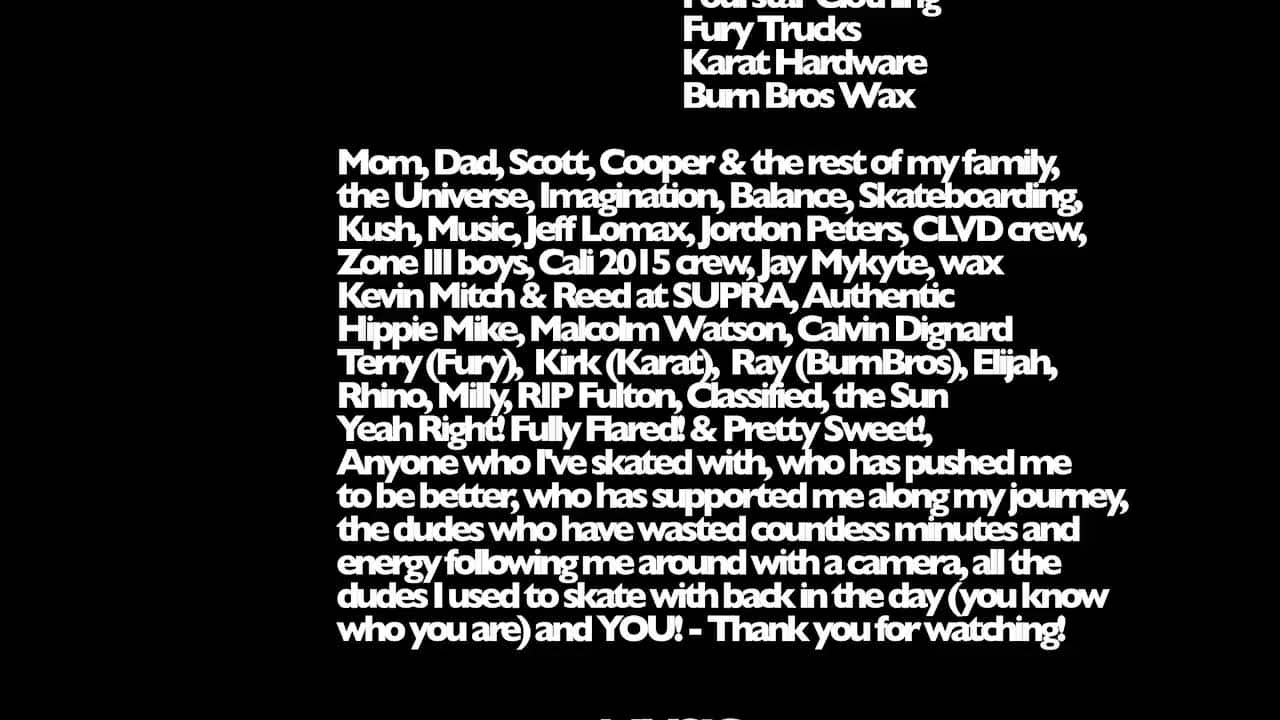 Fourstar Clothing
Fury Trucks
Karat Hardware
Burn Bros Wax
Mom, Dad, Scott, Cooper & the rest of my family,
the Universe, Imagination, Balance, Skateboarding,
Kush, Music, Jeff Lomax, Jordon Peters, CLVD crew,
Zone III boys, Cali 2015 crew, Jay Mykyte, wax
Kevin Mitch & Reed at SUPRA, Authentic
Hippie Mike, Malcolm Watson, Calvin Dignard
Terry (Fury), Kirk (Karat), Ray (BurnBros), Elijah,
Rhino, Milly, RIP Fulton, Classified, the Sun
Yeah Right! Fully Flared! & Pretty Sweet!,
Anyone who I've skated with, who has pushed me
to be better, who has supported me along my journey,
the dudes who have wasted countless minutes and
energy following me around with a camera, all the
dudes I used to skate with back in the day (you know
who you are) and YOU! - Thank you for watching!